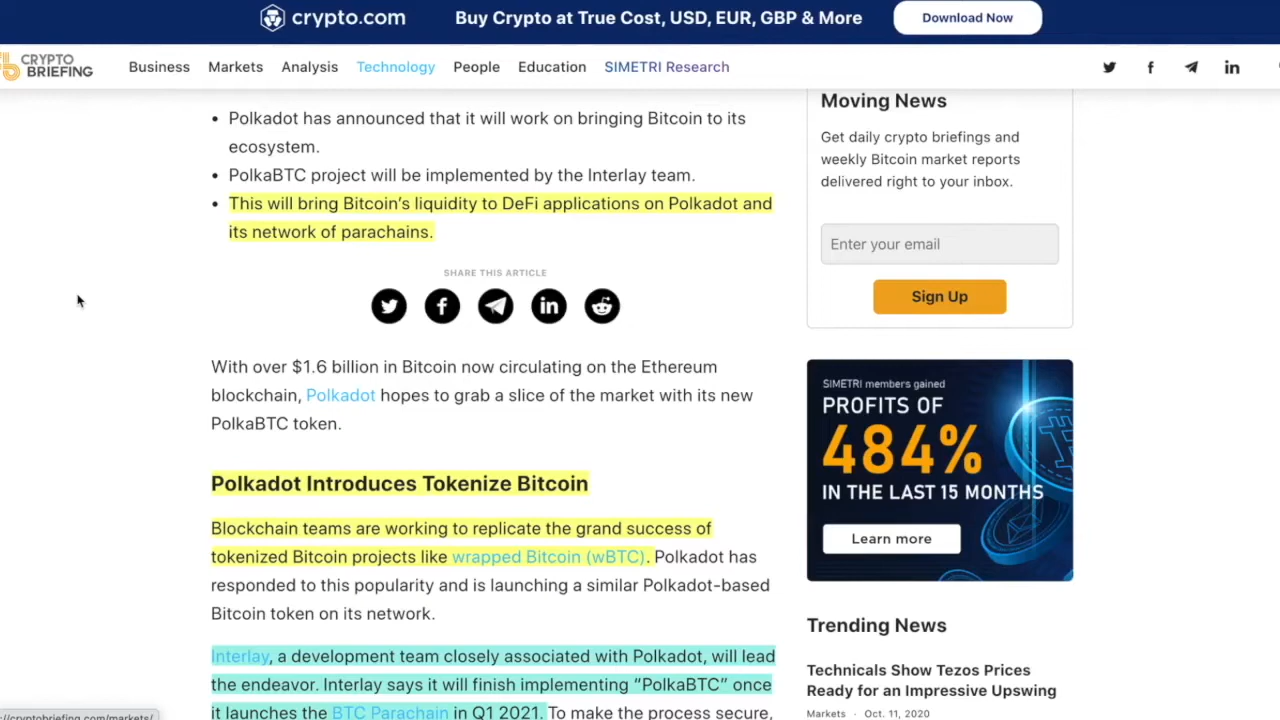 crypto.com
Buy Crypto at True Cost, USD, EUR, GBP & More
Download Now
CRYPTO
BRIEFING
Business Markets Analysis Technology People Education SIMETRI Research
• Polkadot has announced that it will work on bringing Bitcoin to its
ecosystem.
• PolkaBTC project will be implemented by the Interlay team.
• This will bring Bitcoin’s liquidity to DeFi applications on Polkadot and
its network of parachains.
SHARE THIS ARTICLE
With over $1.6 billion in Bitcoin now circulating on the Ethereum
blockchain, Polkadot hopes to grab a slice of the market with its new
PolkaBTC token.
Polkadot Introduces Tokenize Bitcoin
Blockchain teams are working to replicate the grand success of
tokenized Bitcoin projects like wrapped Bitcoin (wBTC). Polkadot has
responded to this popularity and is launching a similar Polkadot-based
Bitcoin token on its network.
Interlay, a development team closely associated with Polkadot, will lead
the endeavor. Interlay says it will finish implementing “PolkaBTC” once
it launches the BTC Parachain in Q1 2021. To make the process secure,
Moving News
Get daily crypto briefings and
weekly Bitcoin market reports
delivered right to your inbox.
Enter your email
Sign Up
SIMETRI members gained
PROFITS OF
484%
IN THE LAST 15 MONTHS
Learn more
Trending News
Technicals Show Tezos Prices
Ready for an Impressive Upswing
Markets · Oct. 11, 2020
://cryptobriefing.com/markets/